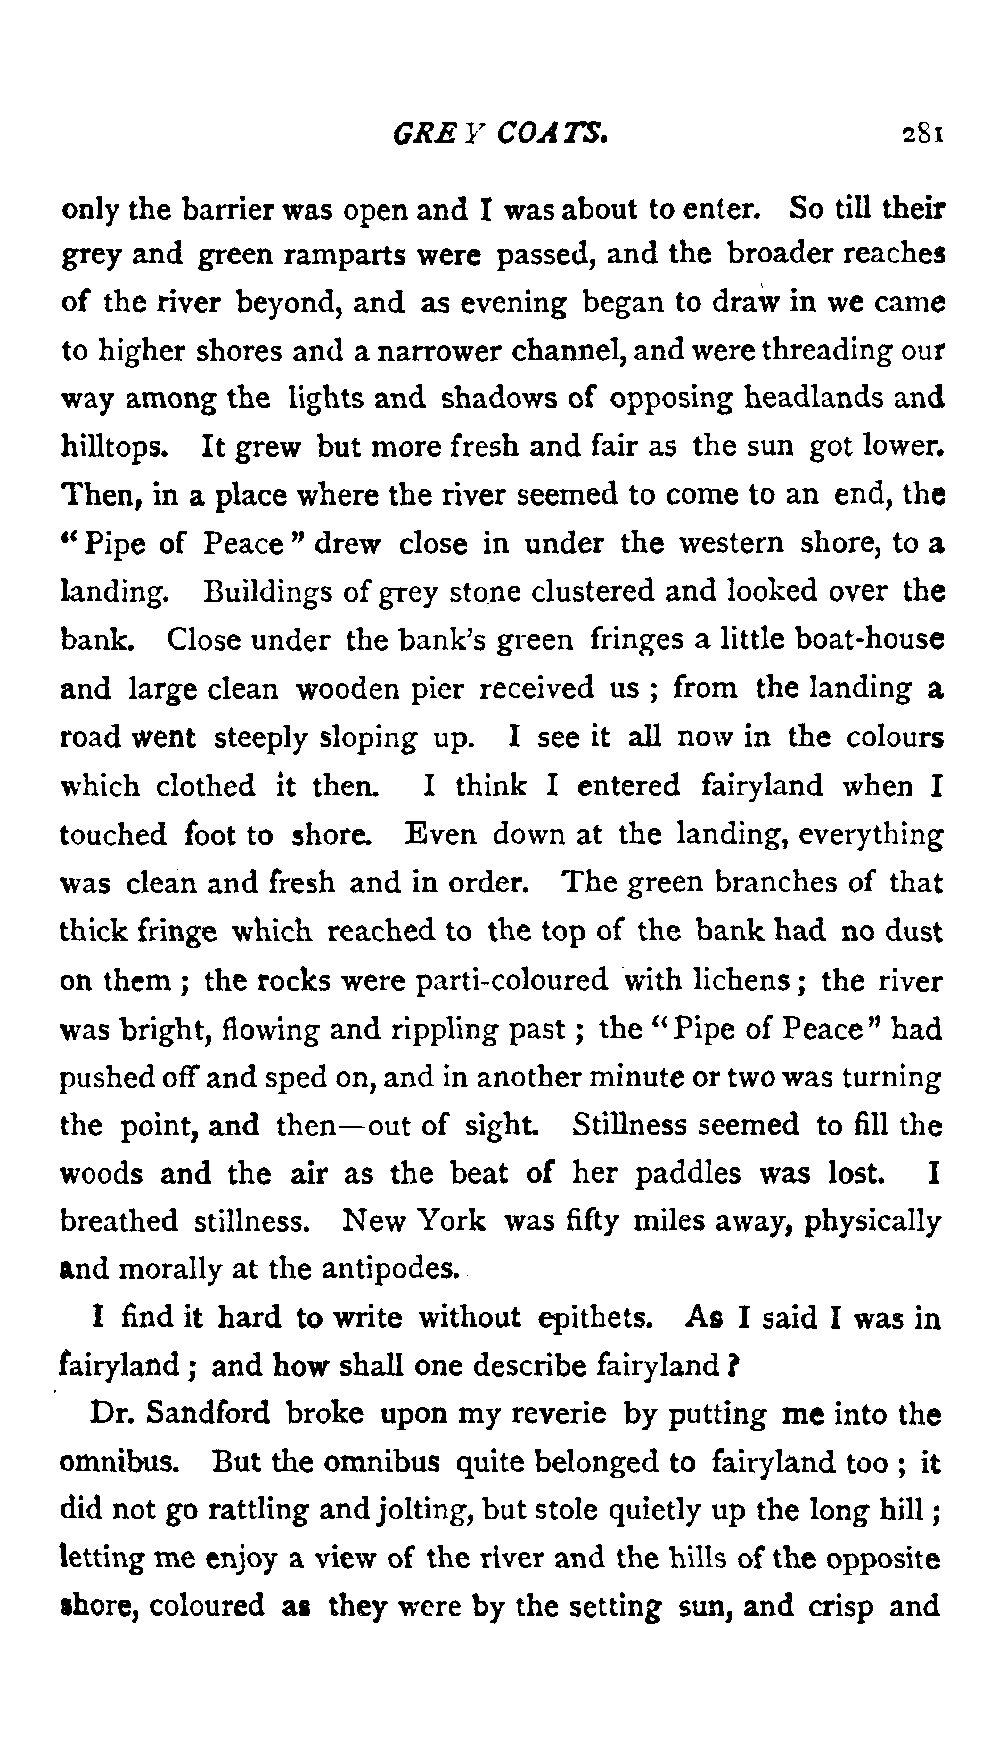 GREY COATS. 281
only the barrier was open and I was about to enter. So till their
grey and green ramparts were passed, and the broader reaches
of the river beyond, and as evening began to draw in we came
to higher shores and a narrower channel, and were threading our
way among the lights and shadows of opposing headlands and
hilltops. It grew but more fresh and fair as the sun got lower.
Then, in a place where the river seemed to come to an end, the
“Pipe of Peace” drew close in under the western shore, to a
landing. Buildings of grey stone clustered and looked over the
bank. Close under the bank’s green fringes a little boat-house
and large clean wooden pier received us ; from the landing a
road went steeply sloping up. I see it all now in the colours
which clothed it then. I think I entered fairyland when I
touched foot to shore. Even down at the landing, everything
was clean and fresh and in order. The green branches of that
thick fringe which reached to the top of the bank had no dust
on them ; the rocks were parti-coloured with lichens ; the river
was bright, flowing and rippling past ; the “Pipe of Peace” had
pushed off and sped on, and in another minute or two was turning
the point, and then—out of sight. Stillness seemed to fill the
woods and the air as the beat of her paddles was lost. I
breathed stillness. New York was fifty miles away, physically
and morally at the antipodes.
I find it hard to write without epithets. As I said I was in
fairyland ; and how shall one describe fairyland ?
Dr. Sandford broke upon my reverie by putting me into the
omnibus. But the omnibus quite belonged to fairyland too ; it
did not go rattling and jolting, but stole quietly up the long hill ;
letting me enjoy a view of the river and the hills of the opposite
shore, coloured as they were by the setting sun, and crisp and